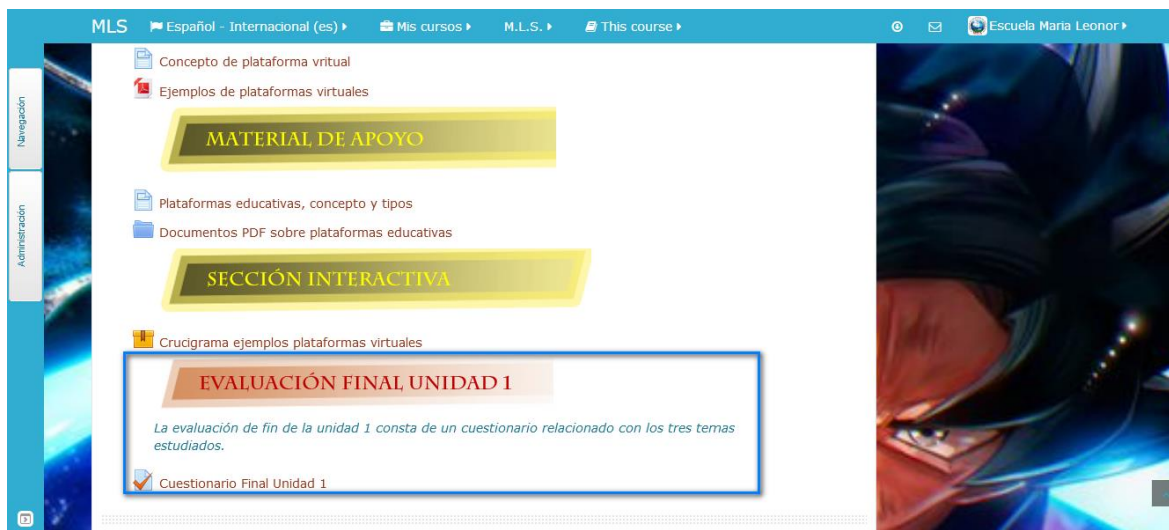 MLS Español - Internacional (es) Mis cursos M.L.S. This course Escuela Maria Leonor
Navegación
Administración
Concepto de plataforma vritual
Ejemplos de plataformas virtuales
MATERIAL DE APOYO
Plataformas educativas, concepto y tipos
Documentos PDF sobre plataformas educativas
SECCIÓN INTERACTIVA
Crucigrama ejemplos plataformas virtuales
EVALUACIÓN FINAL UNIDAD 1
La evaluación de fin de la unidad 1 consta de un cuestionario relacionado con los tres temas
estudiados.
Cuestionario Final Unidad 1